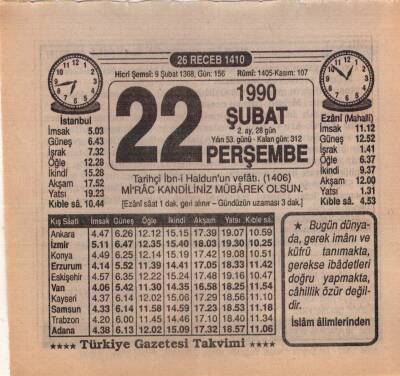 26 RECEB 1410
Hicrî Şemsî: 9 Şubat 1368, Gün: 156 Rûmî: 1405-Kasım: 107
İstanbul
İmsak 5.03
Güneş 6.43
İşrak 7.32
Öğle 12.28
İkindi 15.28
Akşam 17.52
Yatsı 19.23
Kıble sâ. 10.44
22
1990
ŞUBAT
2. ay, 28 gün
Yılın 53. günü - Kalan gün: 312
PERŞEMBE
Ezânî (Mahallî)
İmsak 11.12
Güneş 12.52
İşrak 1.41
Öğle 6.37
İkindi 9.37
Akşam 12.00
Yatsı 1.31
Kıble sâ. 4.53
Tarihçi İbn-i Haldun'un vefâtı. (1406)
MÎ'RÂC KANDİLİNİZ MÜBÂREK OLSUN.
[Ezânî sâat 1 dak. geri alınır – Gündüzün uzaması 3 dak.]
Kış Sâati İmsak Güneş Öğle İkindi Akşam Yatsı Kıble sâ.
Ankara 4.47 6.26 12.12 15.15 17.39 19.07 10.59
İzmir 5.11 6.47 12.35 15.40 18.03 19.30 10.25
Konya 4.49 6.25 12.14 15.19 17.42 19.08 10.51
Erzurum 4.14 5.52 11.39 14.41 17.05 18.35 11.43
Eskişehir 4.57 6.35 12.22 15.24 17.48 19.16 10.47
Van 4.06 5.42 11.30 14.35 16.58 18.25 11.54
Kayseri 4.37 6.14 12.02 15.06 17.29 18.56 11.10
Samsun 4.33 6.14 11.58 14.59 17.23 18.53 11.18
Trabzon 4.20 6.00 11.45 14.46 17.10 18.40 11.34
Adana 4.38 6.13 12.02 15.09 17.32 18.57 11.06
★ Bugün dünya-
da, gerek imânı ve
küfrü tanımakta,
gerekse ibâdetleri
doğru yapmakta,
câhillik özür değil-
dir.
İslâm âlimlerinden
★★★★ Türkiye Gazetesi Takvimi ★★★★